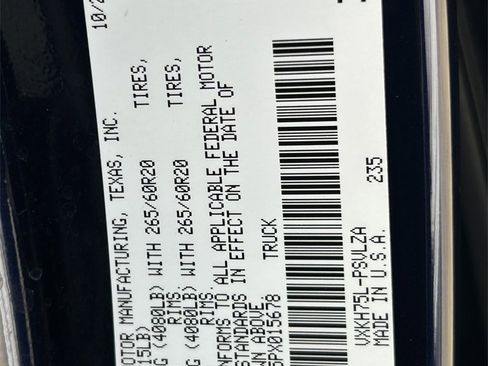 10/2
OTOR MANUFACTURING, TEXAS, INC.
15LB)
G (4080LB) WITH 265/60R20 TIRES,
RIMS.
G (4080LB) WITH 265/60R20 TIRES,
RIMS.
NFORMS TO ALL APPLICABLE FEDERAL MOTOR
STANDARDS IN EFFECT ON THE DATE OF
WN ABOVE.
5PX015678 TRUCK
VXKH75L-PSVLZA 235
MADE IN U.S.A.